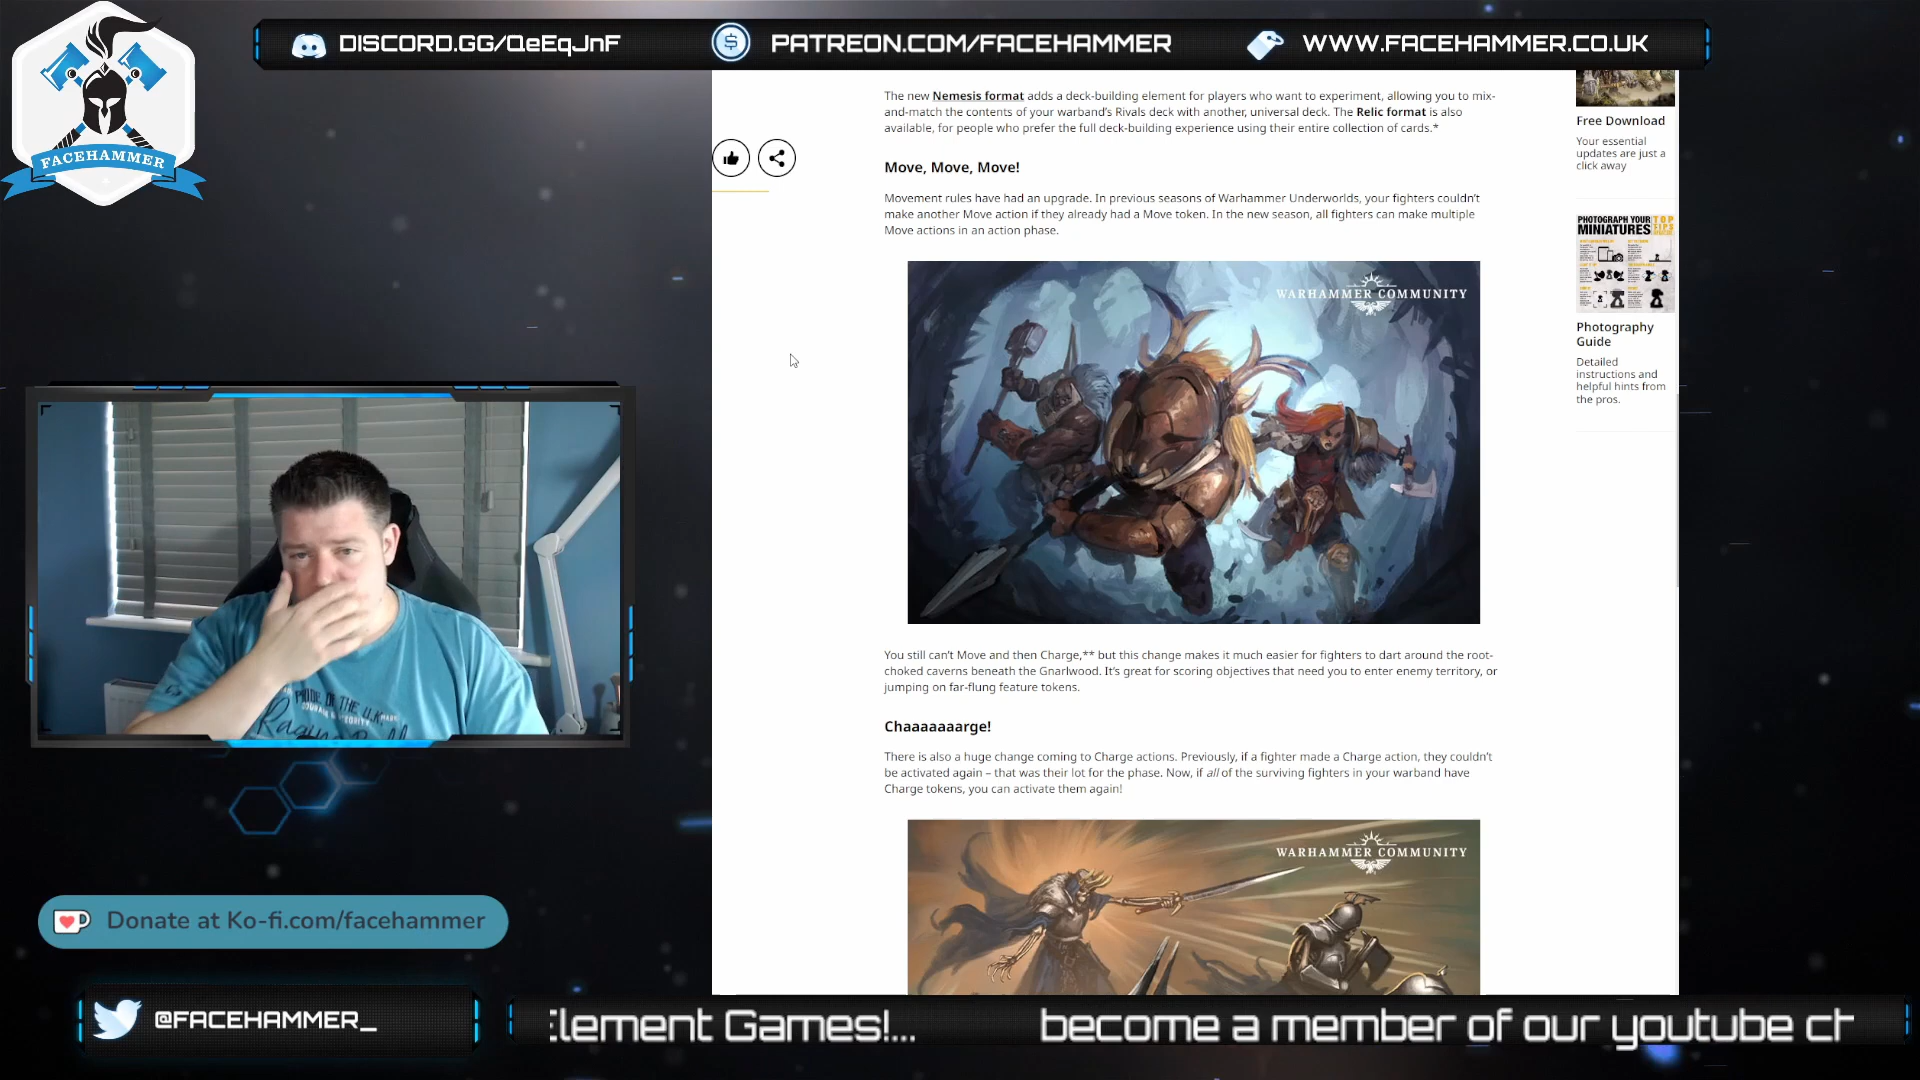 DISCORD.GG/QeEqJnF
PATREON.COM/FACEHAMMER
WWW.FACEHAMMER.CO.UK
FACEHAMMER
The new Nemesis format adds a deck-building element for players who want to experiment, allowing you to mix-
and-match the contents of your warband's Rivals deck with another, universal deck. The Relic format is also
available, for people who prefer the full deck-building experience using their entire collection of cards.*
Move, Move, Move!
Movement rules have had an upgrade. In previous seasons of Warhammer Underworlds, your fighters couldn't
make another Move action if they already had a Move token. In the new season, all fighters can make multiple
Move actions in an action phase.
WARHAMMER COMMUNITY
You still can't Move and then Charge,** but this change makes it much easier for fighters to dart around the root-
choked caverns beneath the Gnarlwood. It's great for scoring objectives that need you to enter enemy territory, or
jumping on far-flung feature tokens.
Chaaaaaaarge!
There is also a huge change coming to Charge actions. Previously, if a fighter made a Charge action, they couldn't
be activated again – that was their lot for the phase. Now, if all of the surviving fighters in your warband have
Charge tokens, you can activate them again!
WARHAMMER COMMUNITY
Free Download
Your essential
updates are just a
click away
PHOTOGRAPH YOUR
MINIATURES
TOP
TIPS
Photography
Guide
Detailed
instructions and
helpful hints from
the pros.
Donate at Ko-fi.com/facehammer
@FACEHAMMER_
Element Games!...
become a member of our youtube ch